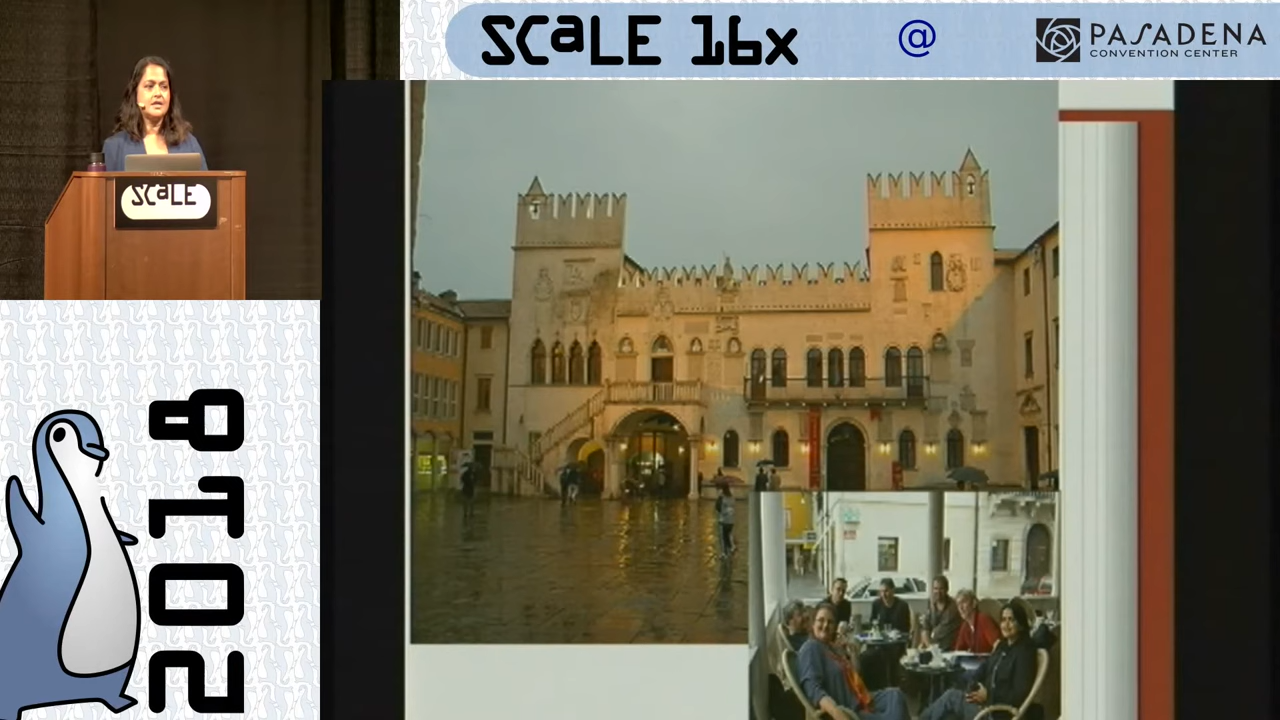 SCALE 16x
@
PASADENA
CONVENTION CENTER
SCALE
2018